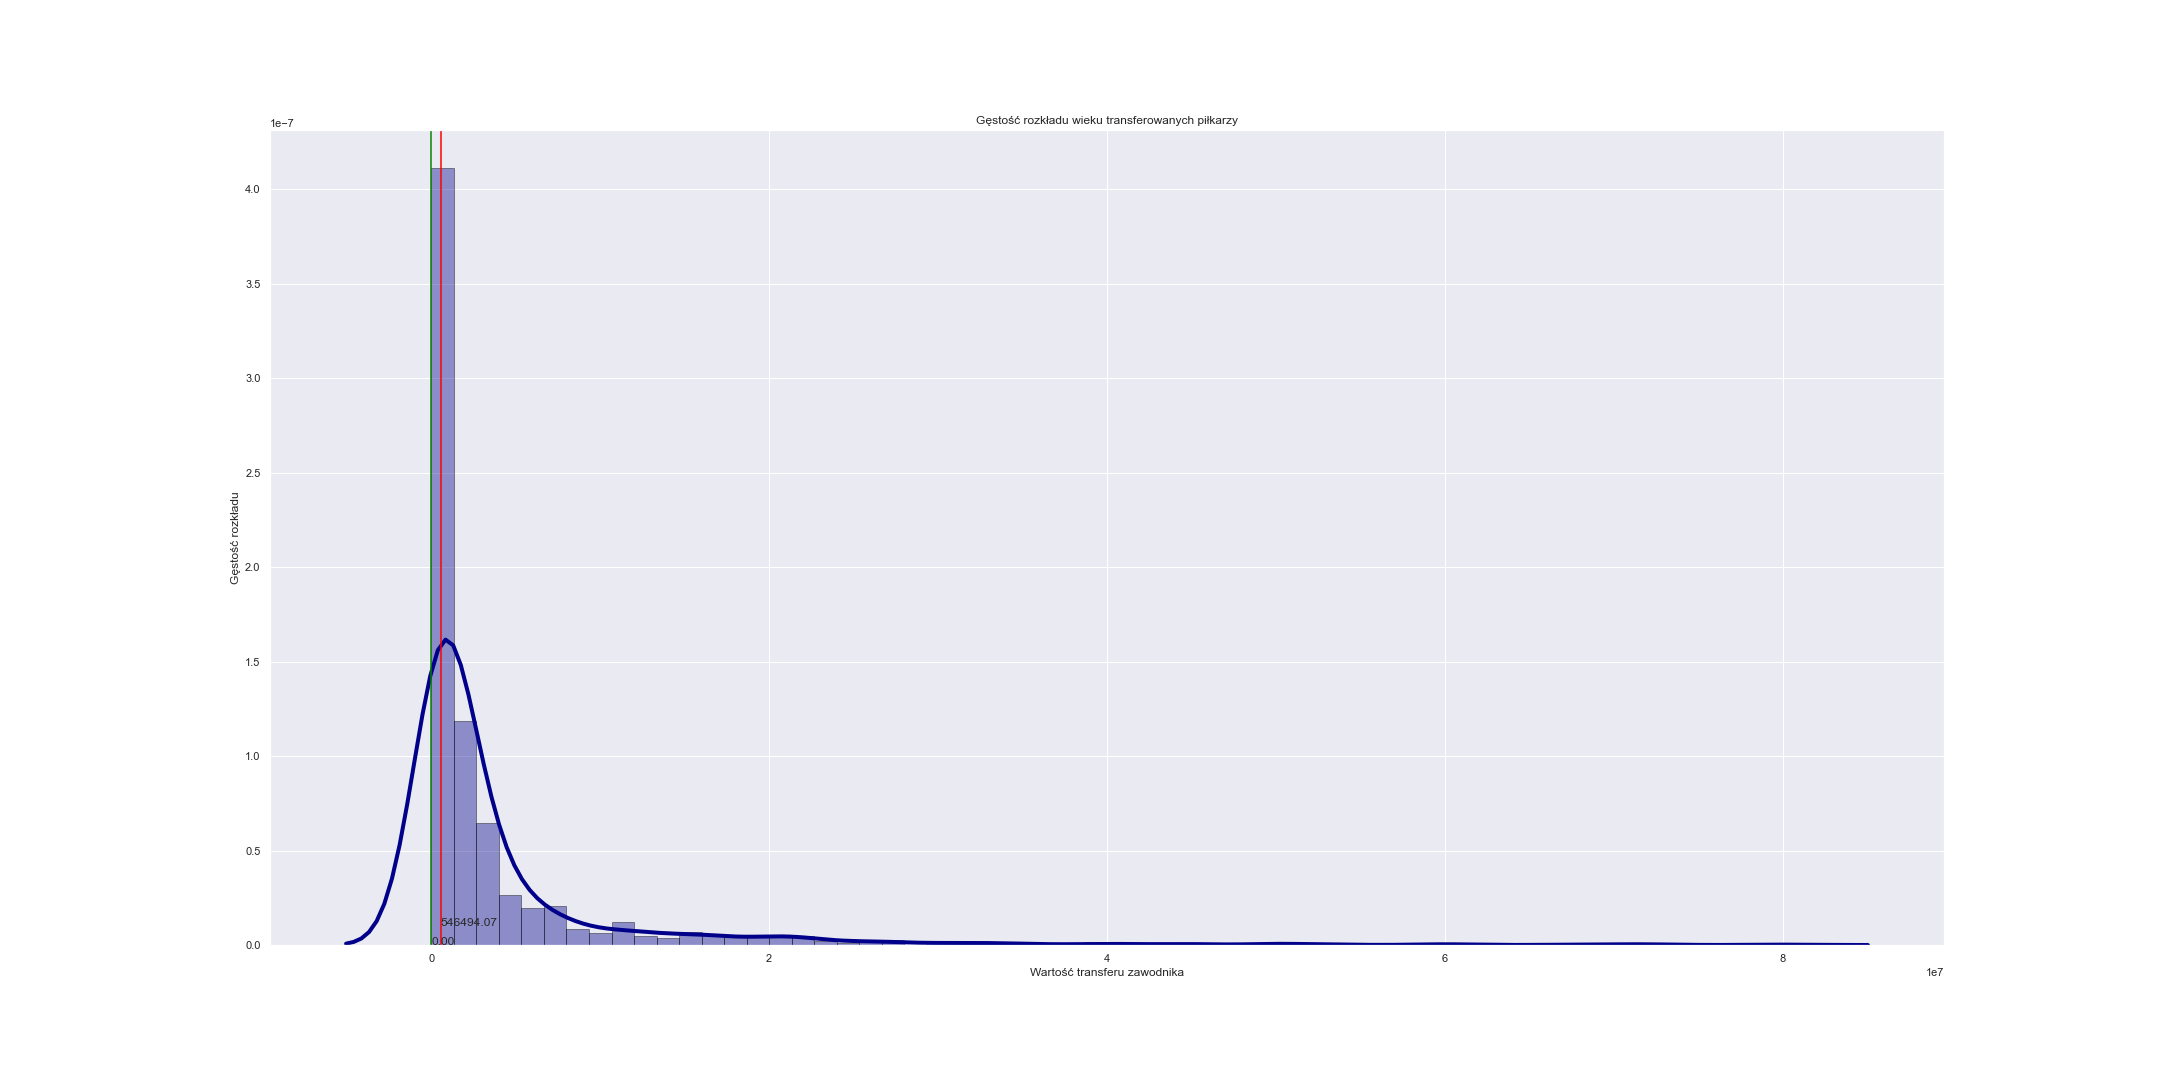 Gęstość rozkładu wieku transferowanych piłkarzy
1e−7
4.0
3.5
3.0
2.5
2.0
1.5
1.0
0.5
0.0
Gęstość rozkładu
546494.07
0.00
0 2 4 6 8
Wartość transferu zawodnika
1e7